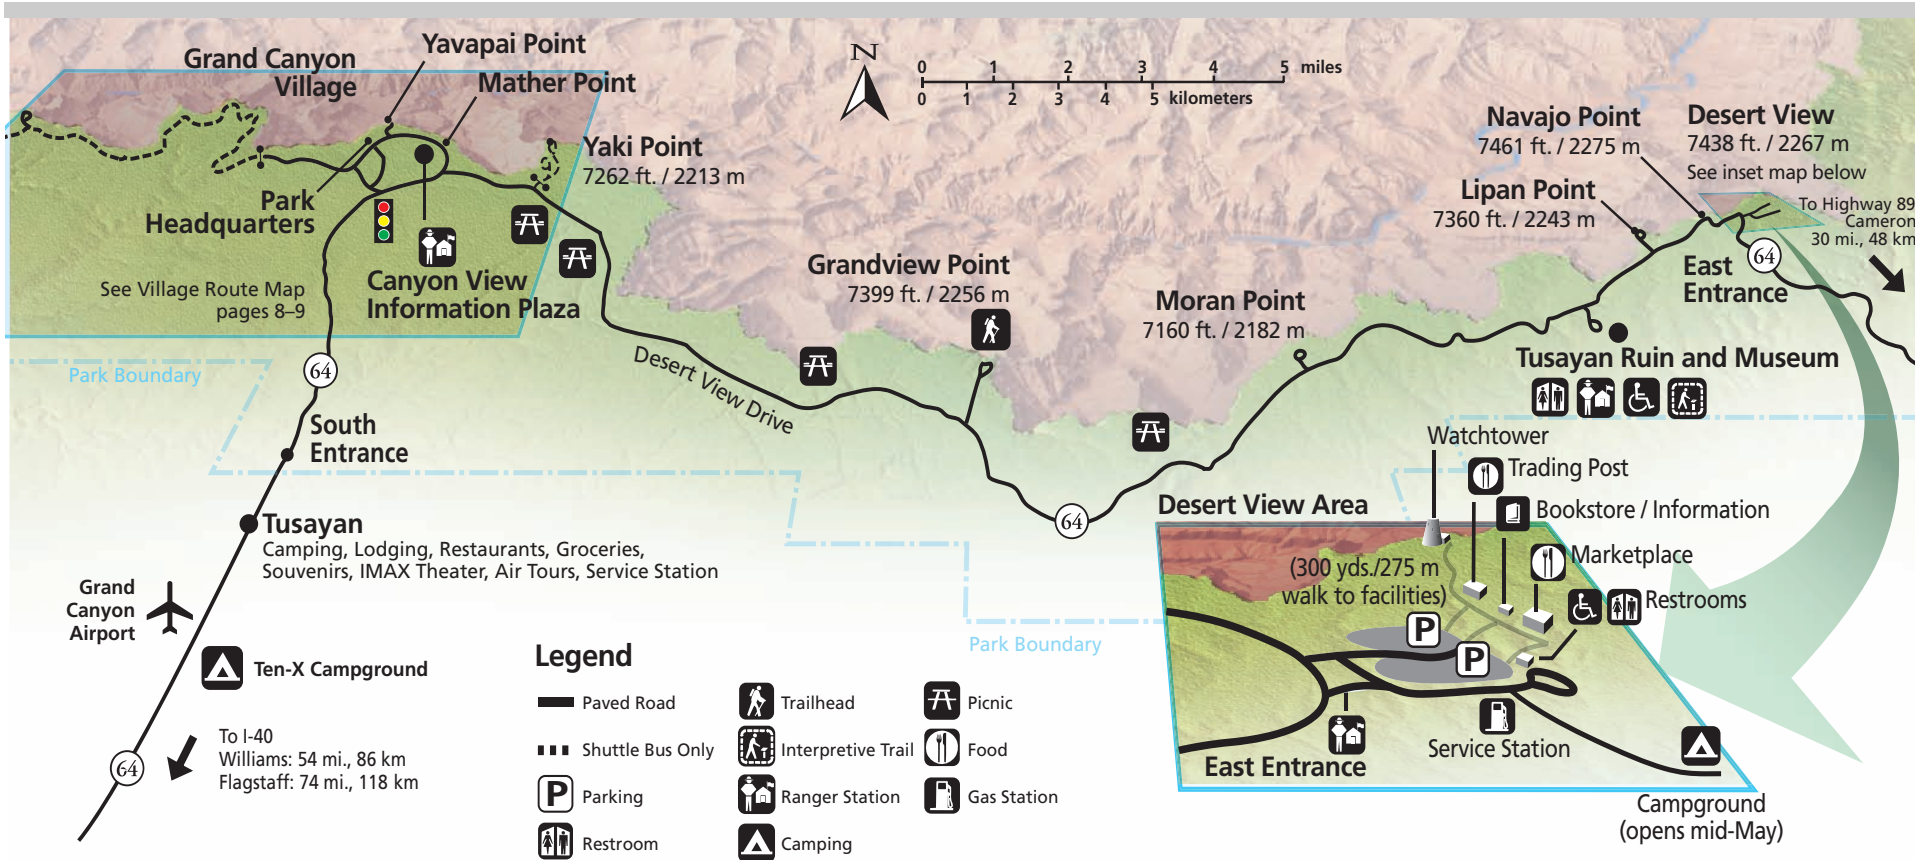 Grand Canyon
Village
Yavapai Point
Mather Point
N
0 1 2 3 4 5 miles
0 1 2 3 4 5 kilometers
Yaki Point
7262 ft. / 2213 m
Navajo Point
7461 ft. / 2275 m
Desert View
7438 ft. / 2267 m
See inset map below
Lipan Point
7360 ft. / 2243 m
To Highway 89
Cameron
30 mi., 48 km
Park
Headquarters
Canyon View
Information Plaza
See Village Route Map
pages 8–9
Grandview Point
7399 ft. / 2256 m
Moran Point
7160 ft. / 2182 m
64
East
Entrance
Tusayan Ruin and Museum
Desert View Drive
Park Boundary
64
South
Entrance
64
Tusayan
Camping, Lodging, Restaurants, Groceries,
Souvenirs, IMAX Theater, Air Tours, Service Station
Grand
Canyon
Airport
Ten-X Campground
To I-40
Williams: 54 mi., 86 km
Flagstaff: 74 mi., 118 km
64
Park Boundary
Legend
Paved Road
Shuttle Bus Only
P Parking
Restroom
Trailhead
Interpretive Trail
Ranger Station
Camping
Picnic
Food
Gas Station
Desert View Area
Watchtower
Trading Post
Bookstore / Information
Marketplace
Restrooms
(300 yds./275 m
walk to facilities)
P
P
Service Station
East Entrance
Campground
(opens mid-May)